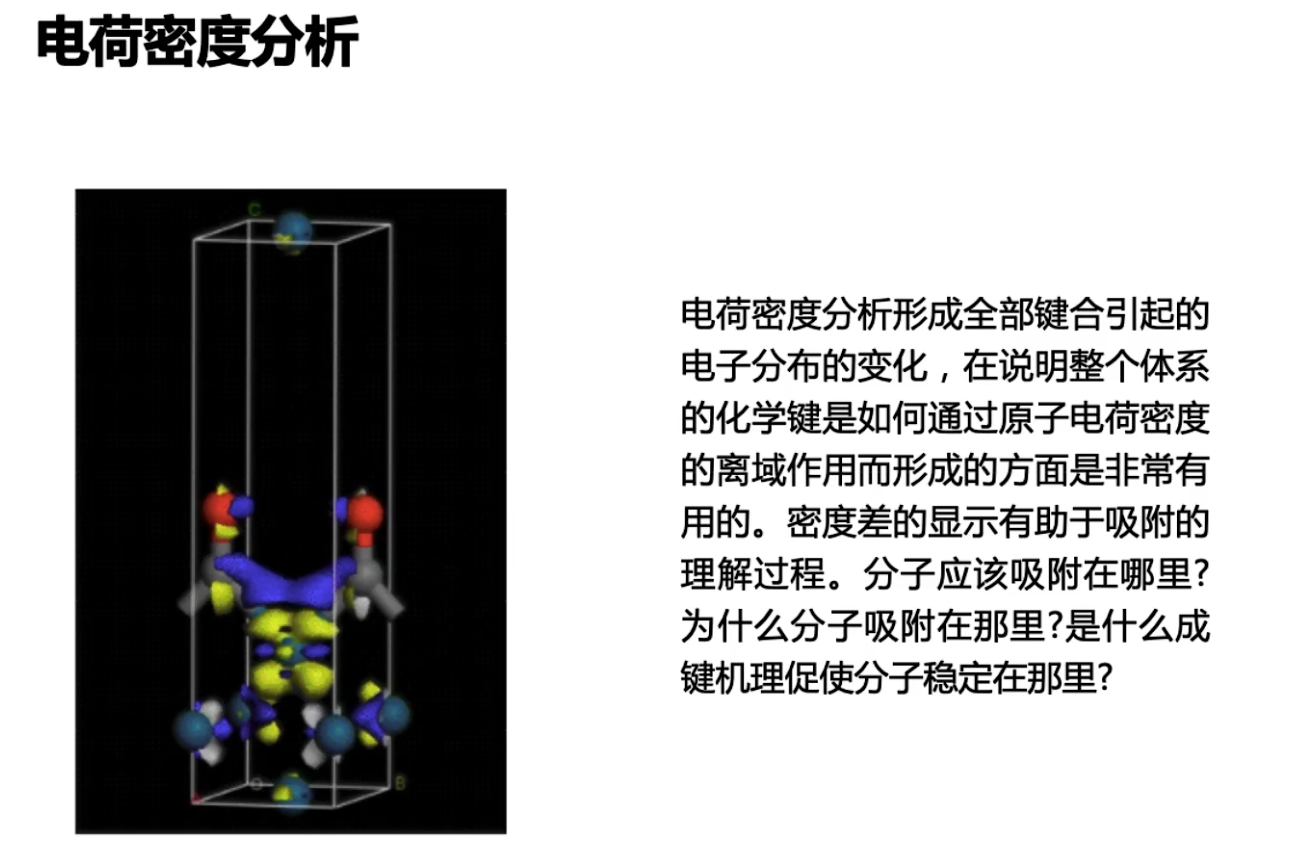 电荷密度分析
C
电荷密度分析形成全部键合引起的
电子分布的变化，在说明整个体系
的化学键是如何通过原子电荷密度
的离域作用而形成的方面是非常有
用的。密度差的显示有助于吸附的
理解过程。分子应该吸附在哪里?
为什么分子吸附在那里?是什么成
键机理促使分子稳定在那里?
O
B